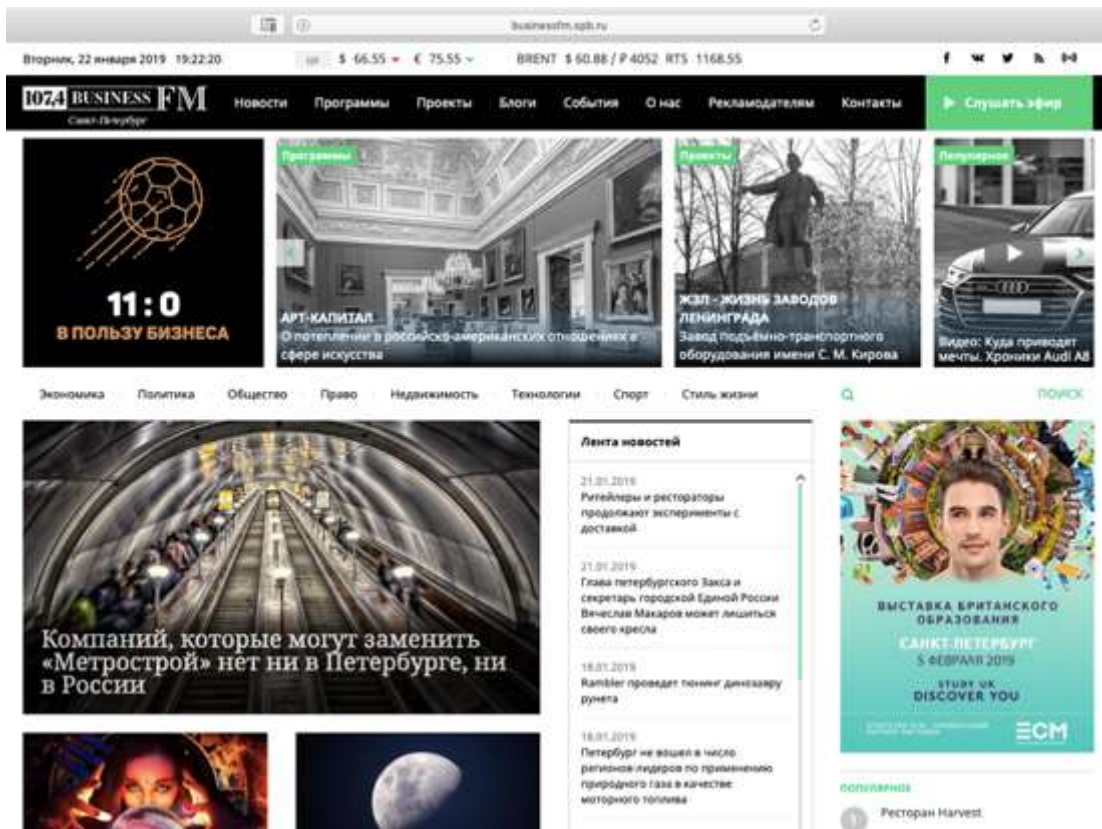 businessfm.spb.ru
Вторник, 22 января 2019 19:22:20
$ 66.55 € 75.55 BRENT $ 60.88 / ₽ 4052 RTS 1168.55
107,4 BUSINESS FM
Санкт-Петербург
Новости Программы Проекты Блоги События О нас Рекламодателям Контакты Слушать эфир
11:0
В ПОЛЬЗУ БИЗНЕСА
Программы
АРТ-КАПИТАЛ
О потеплении в российско-американских отношениях в
сфере искусства
Проекты
ЖЗЛ - ЖИЗНЬ ЗАВОДОВ
ЛЕНИНГРАДА
Завод подъёмно-транспортного
оборудования имени С. М. Кирова
Популярное
Видео: Куда приводят
мечты. Хроники Audi A8
Экономика Политика Общество Право Недвижимость Технологии Спорт Стиль жизни
ПОИСК
Компаний, которые могут заменить
«Метрострой» нет ни в Петербурге, ни
в России
Лента новостей
21.01.2019
Ритейлеры и рестораторы
продолжают эксперименты с
доставкой
21.01.2019
Глава петербургского Закса и
секретарь городской Единой России
Вячеслав Макаров может лишиться
своего кресла
18.01.2019
Rambler проведет тюнинг динозавру
рунета
18.01.2019
Петербург не вошел в число
регионов-лидеров по применению
природного газа в качестве
моторного топлива
ВЫСТАВКА БРИТАНСКОГО
ОБРАЗОВАНИЯ
САНКТ-ПЕТЕРБУРГ
5 ФЕВРАЛЯ 2019
STUDY UK
DISCOVER YOU
ECM
ПОПУЛЯРНОЕ
1 Ресторан Harvest